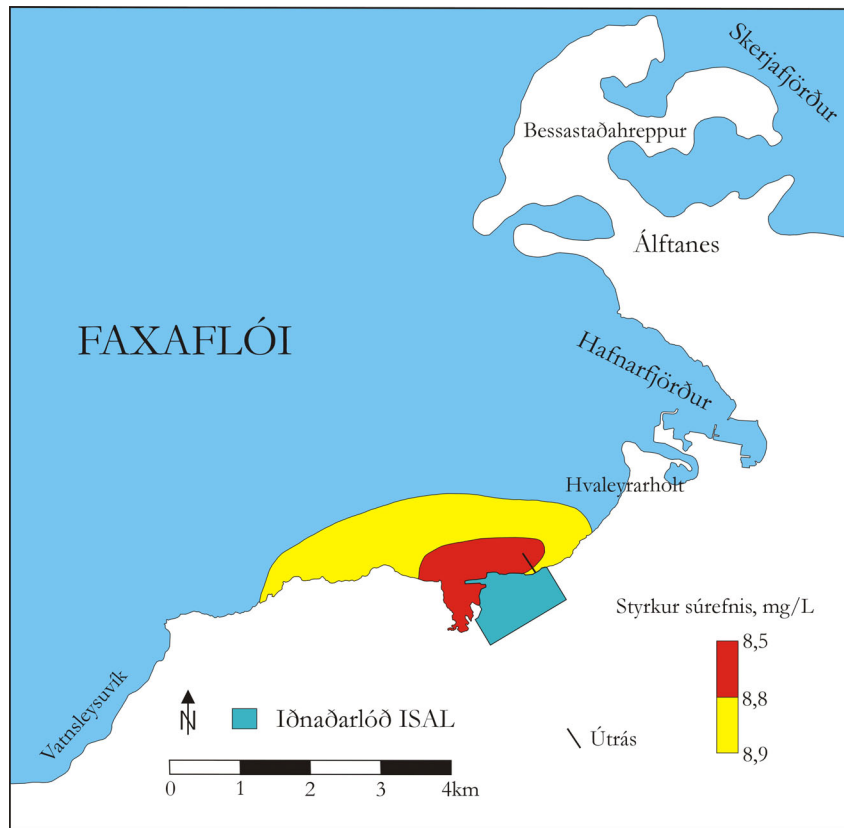 Skerjafjörður
Bessastaðahreppur
Álftanes
FAXAFLÓI
Hafnarfjörður
Hvaleyrarholt
Styrkur súrefnis, mg/L
8,5
8,8
8,9
Vatnsleysuvík
N
Iðnaðarlóð ISAL
Útrás
0 1 2 3 4km